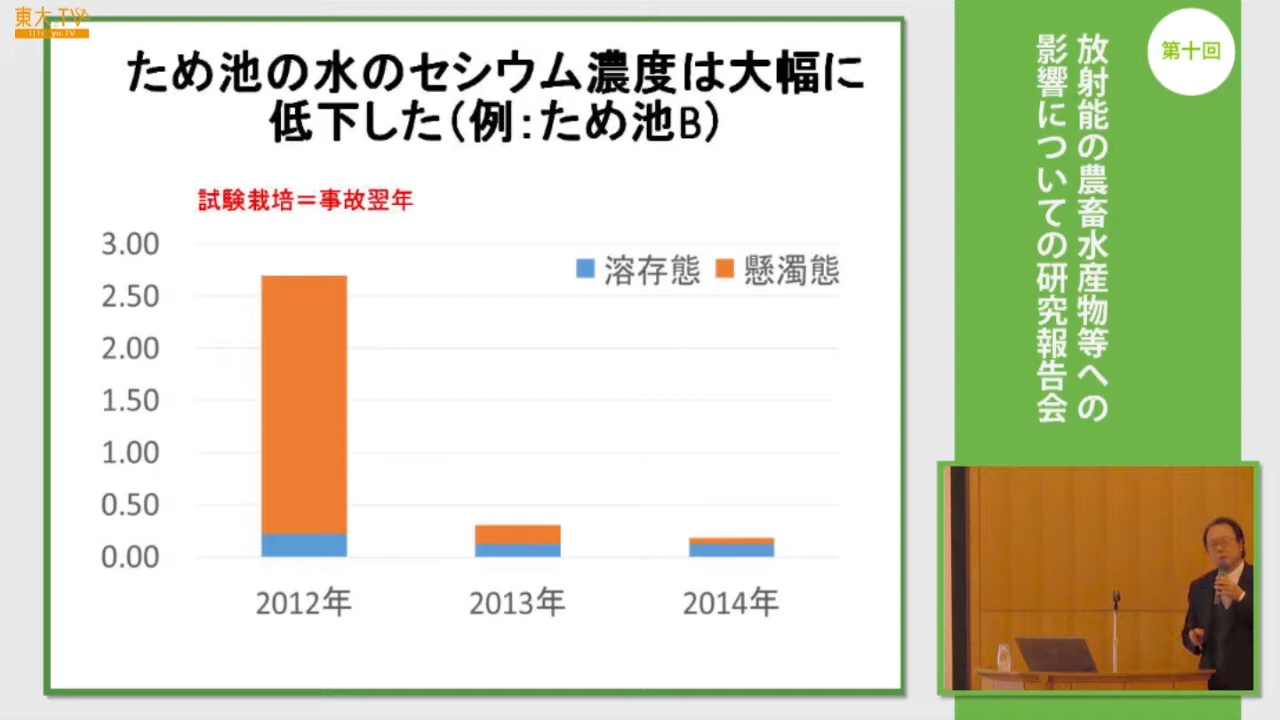 東大TV
UTokyo.TV
ため池の水のセシウム濃度は大幅に
低下した(例:ため池B)
試験栽培=事故翌年
3.00
2.50
2.00
1.50
1.00
0.50
0.00
溶存態 懸濁態
2012年 2013年 2014年
第十回
放射能の農畜水産物等への
影響についての研究報告会